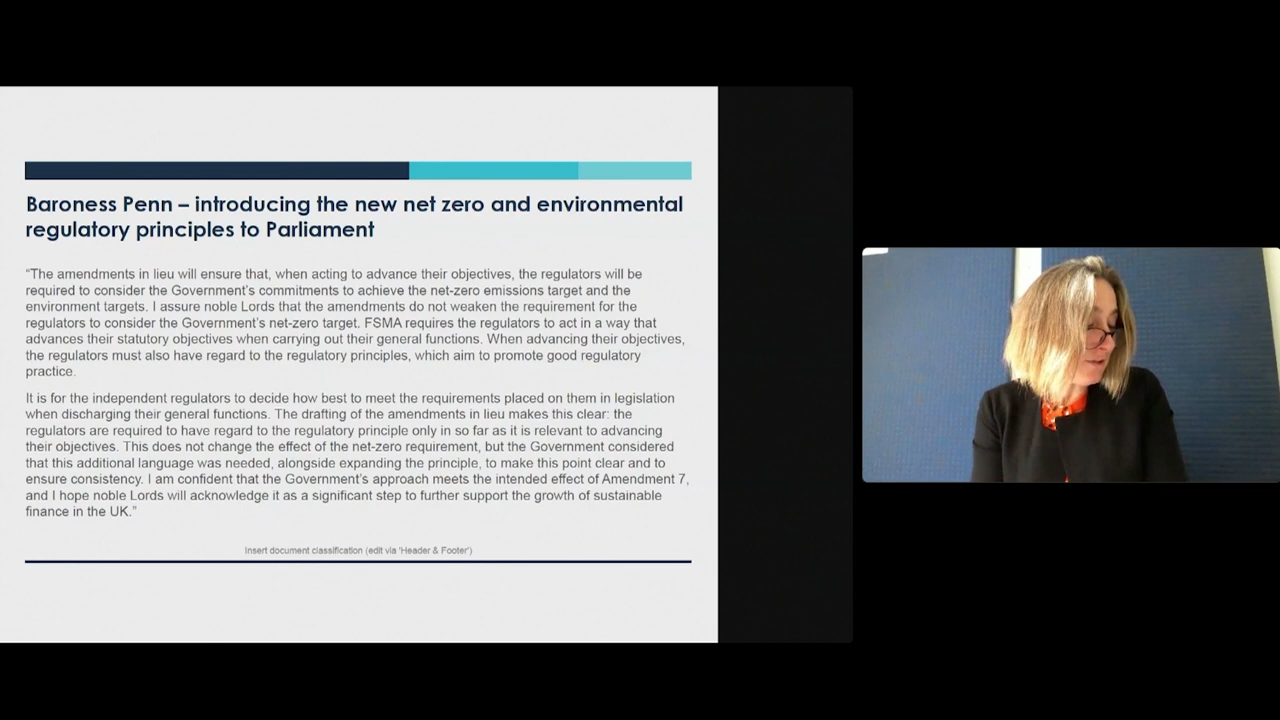 Baroness Penn – introducing the new net zero and environmental
regulatory principles to Parliament
“The amendments in lieu will ensure that, when acting to advance their objectives, the regulators will be
required to consider the Government’s commitments to achieve the net-zero emissions target and the
environment targets. I assure noble Lords that the amendments do not weaken the requirement for the
regulators to consider the Government’s net-zero target. FSMA requires the regulators to act in a way that
advances their statutory objectives when carrying out their general functions. When advancing their objectives,
the regulators must also have regard to the regulatory principles, which aim to promote good regulatory
practice.
It is for the independent regulators to decide how best to meet the requirements placed on them in legislation
when discharging their general functions. The drafting of the amendments in lieu makes this clear: the
regulators are required to have regard to the regulatory principle only in so far as it is relevant to advancing
their objectives. This does not change the effect of the net-zero requirement, but the Government considered
that this additional language was needed, alongside expanding the principle, to make this point clear and to
ensure consistency. I am confident that the Government’s approach meets the intended effect of Amendment 7,
and I hope noble Lords will acknowledge it as a significant step to further support the growth of sustainable
finance in the UK.”
Insert document classification (edit via 'Header & Footer')